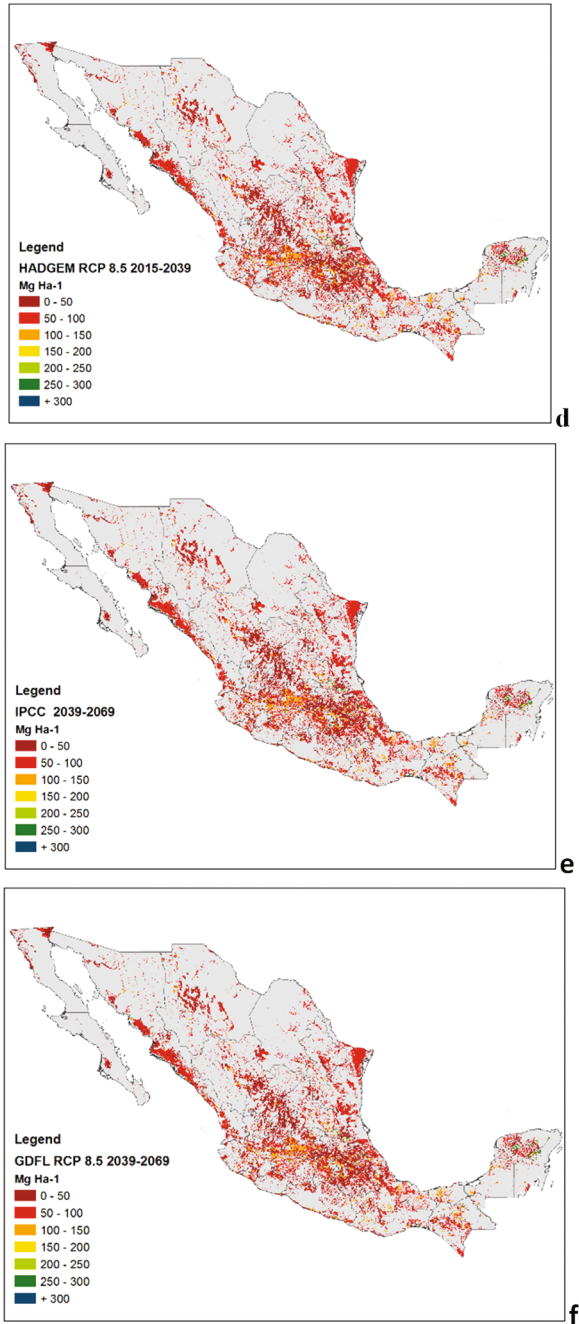 Legend
HADGEM RCP 8.5 2015-2039
Mg Ha-1
0 - 50
50 - 100
100 - 150
150 - 200
200 - 250
250 - 300
+ 300
d
Legend
IPCC 2039-2069
Mg Ha-1
0 - 50
50 - 100
100 - 150
150 - 200
200 - 250
250 - 300
+ 300
e
Legend
GDFL RCP 8.5 2039-2069
Mg Ha-1
0 - 50
50 - 100
100 - 150
150 - 200
200 - 250
250 - 300
+ 300
f